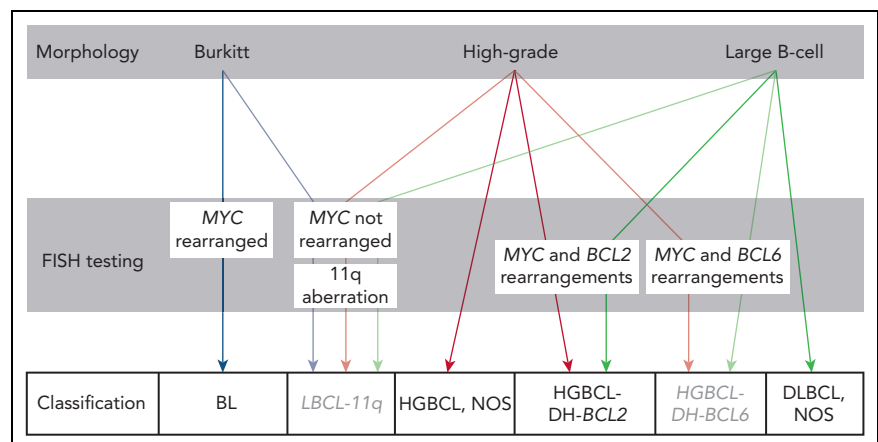 Morphology Burkitt High-grade Large B-cell
FISH testing
MYC
rearranged
MYC not
rearranged
11q
aberration
MYC and BCL2
rearrangements
MYC and BCL6
rearrangements
Classification
BL
LBCL-11q
HGBCL, NOS
HGBCL-
DH-BCL2
HGBCL-
DH-BCL6
DLBCL,
NOS